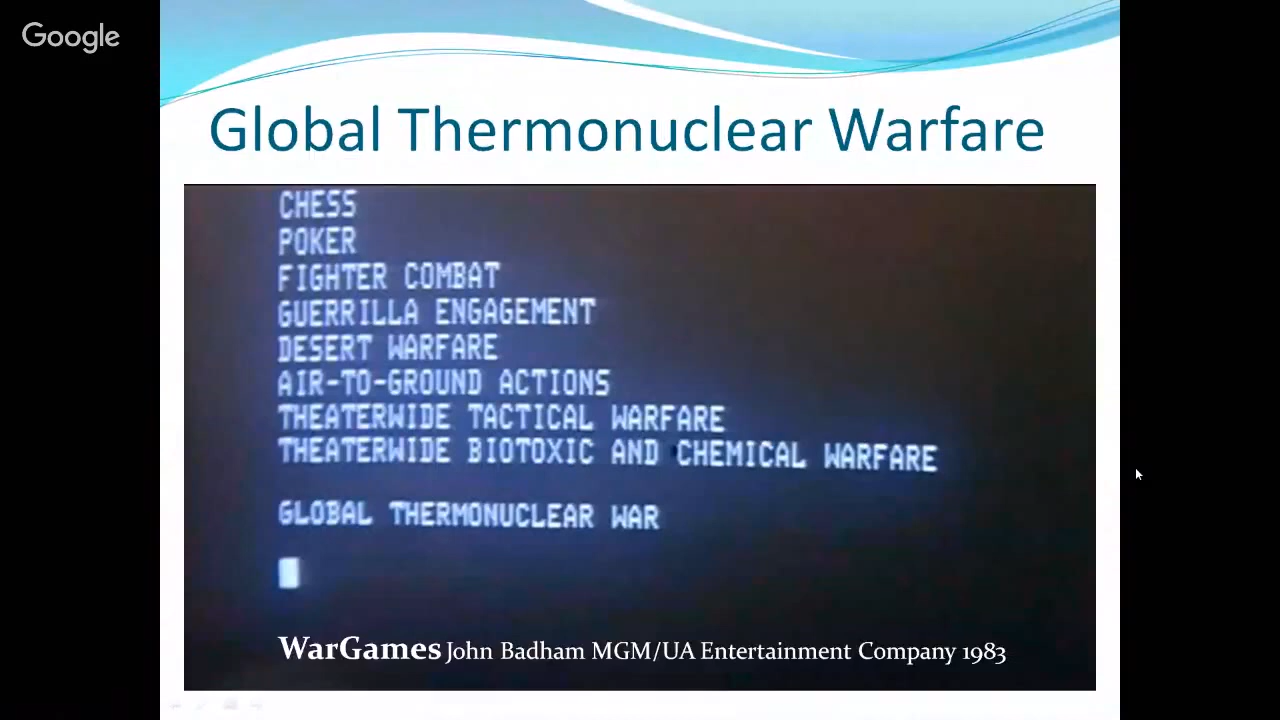 Google
Global Thermonuclear Warfare
CHESS
POKER
FIGHTER COMBAT
GUERRILLA ENGAGEMENT
DESERT WARFARE
AIR-TO-GROUND ACTIONS
THEATERWIDE TACTICAL WARFARE
THEATERWIDE BIOTOXIC AND CHEMICAL WARFARE
GLOBAL THERMONUCLEAR WAR
WarGames John Badham MGM/UA Entertainment Company 1983